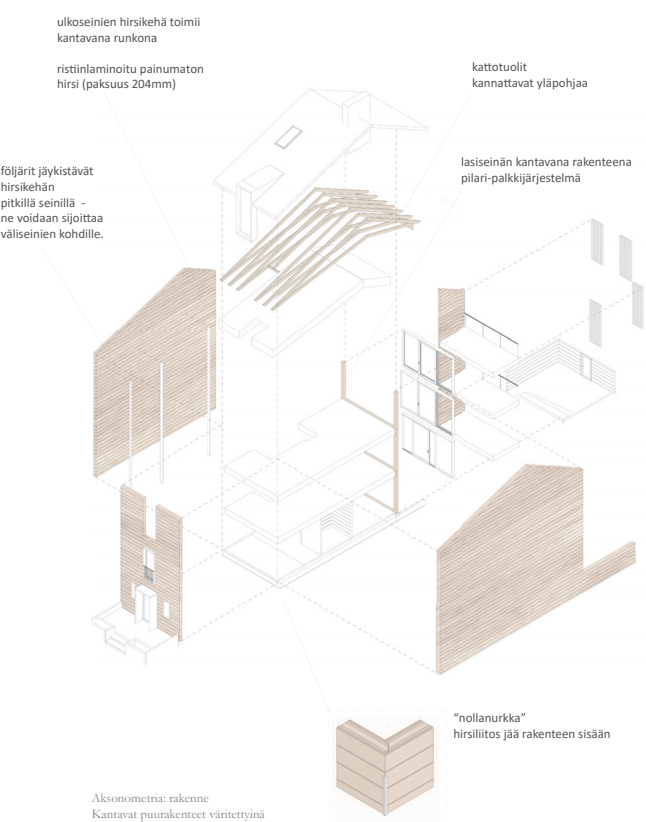 ulkoseinien hirsikehä toimii
kantavana runkona
ristiinlaminoitu painumaton
hirsi (paksuus 204mm)
kattotuolit
kannattavat yläpohjaa
följärit jäykistävät
hirsikehän
pitkillä seinillä -
ne voidaan sijoittaa
väliseinien kohdille.
lasiseinän kantavana rakenteena
pilari-palkkijärjestelmä
“nollanurkka”
hirsiliitos jää rakenteen sisään
Aksonometria: rakenne
Kantavat puurakenteet väritettyinä